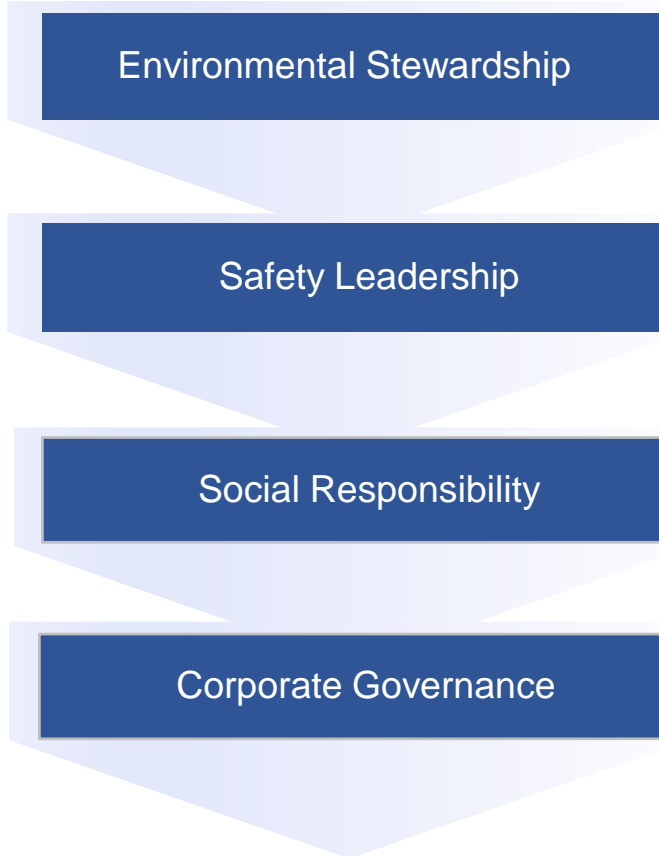 Environmental Stewardship
Safety Leadership
Social Responsibility
Corporate Governance